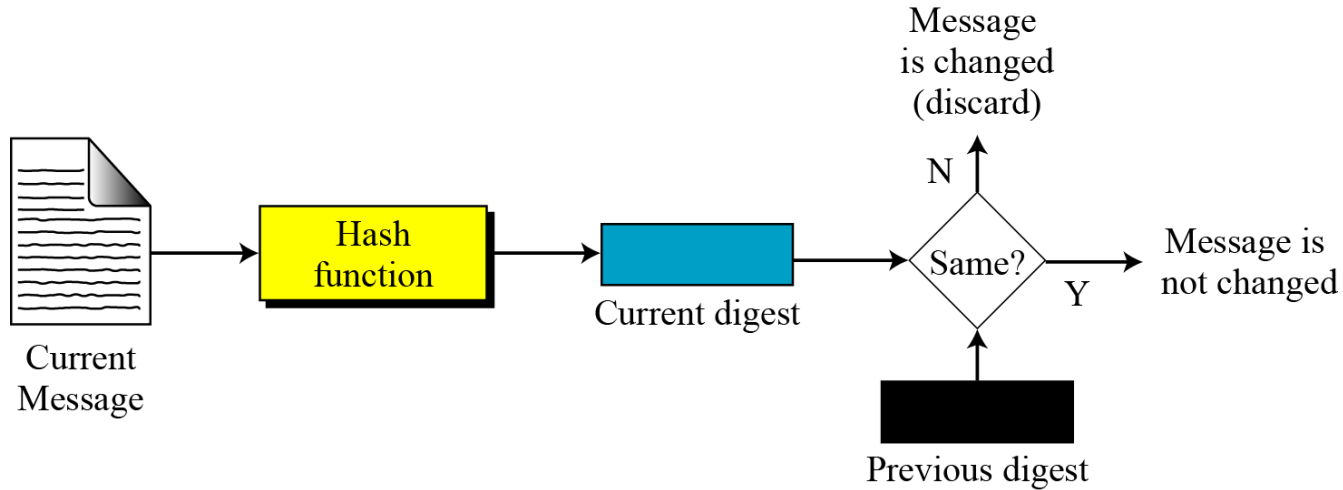 Message
is changed
(discard)
N
Hash
function
Same?
Message is
not changed
Y
Current digest
Current
Message
Previous digest